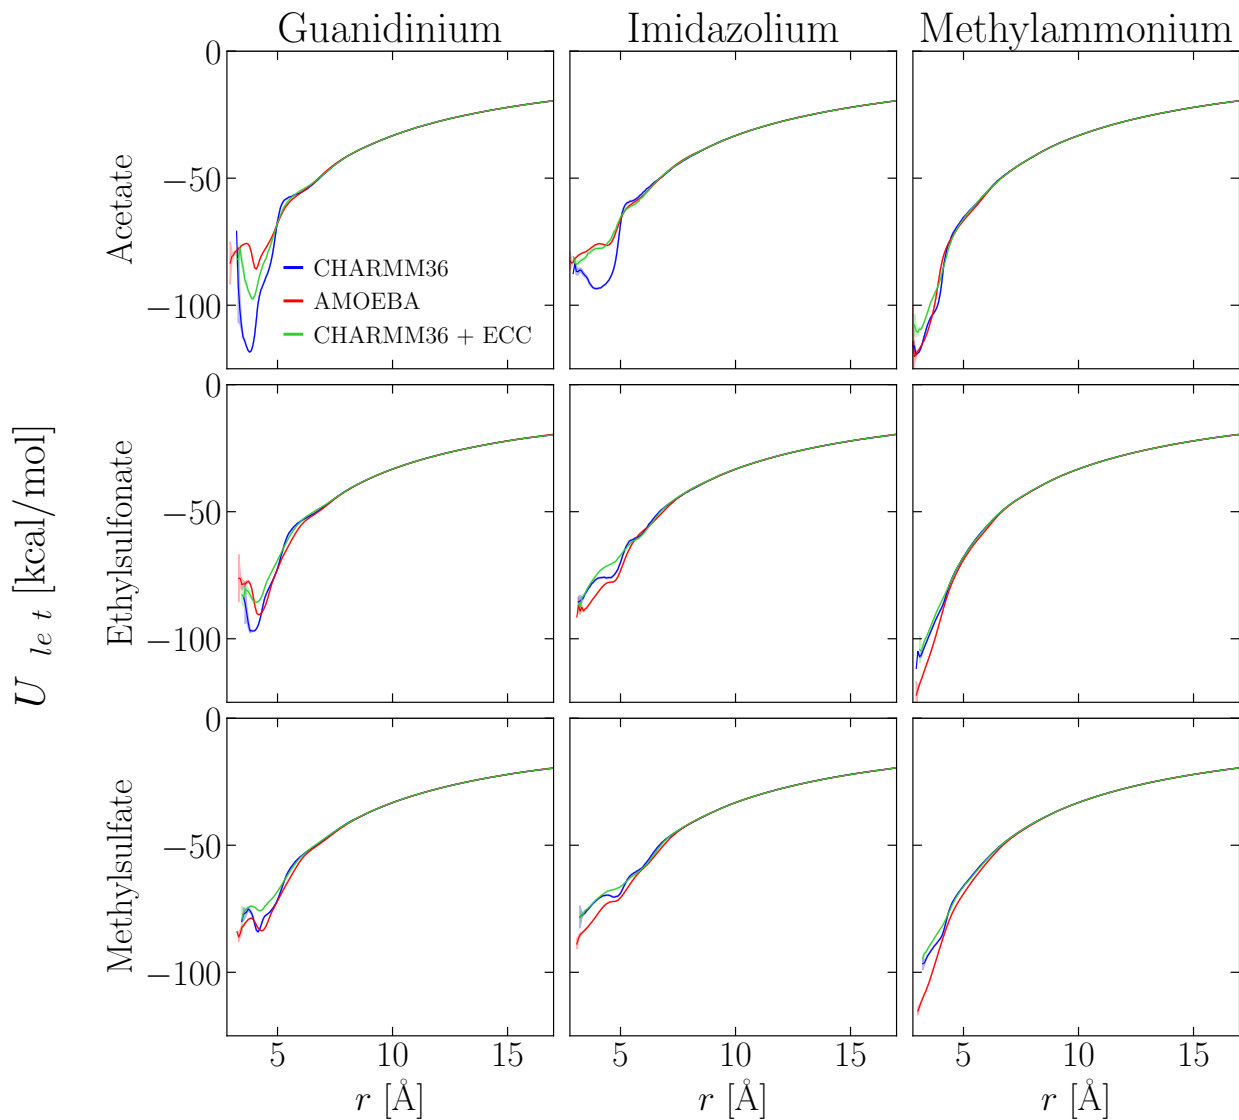 Guanidinium Imidazolium Methylammonium
0
−50
−100
Acetate
CHARMM36
AMOEBA
CHARMM36 + ECC
0
−50
−100
Ethylsulfonate
U le t [kcal/mol]
0
−50
−100
Methylsulfate
5 10 15 5 10 15 5 10 15
r [Å] r [Å] r [Å]